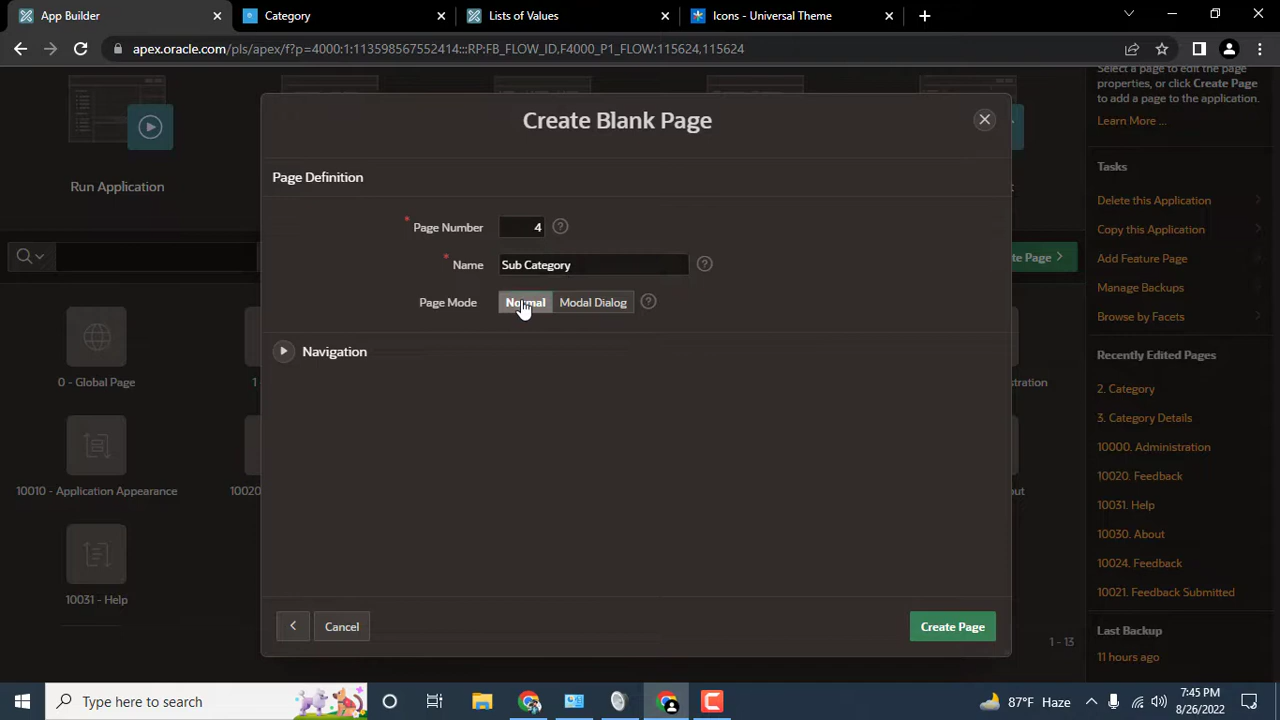 App Builder
Category
Lists of Values
Icons - Universal Theme
apex.oracle.com/pls/apex/f?p=4000:1:113598567552414:::RP:FB_FLOW_ID,F4000_P1_FLOW:115624,115624
Select a page to edit the page
properties, or click Create Page
to add a page to the application.
Learn More ...
Run Application
Create Blank Page
Page Definition
* Page Number 4
* Name Sub Category
Page Mode Normal Modal Dialog
Navigation
Cancel
Create Page
te Page
0 - Global Page
1 -
istration
10010 - Application Appearance
10020
out
10031 - Help
1 - 13
Tasks
Delete this Application
Copy this Application
Add Feature Page
Manage Backups
Browse by Facets
Recently Edited Pages
2. Category
3. Category Details
10000. Administration
10020. Feedback
10031. Help
10030. About
10024. Feedback
10021. Feedback Submitted
Last Backup
11 hours ago
Type here to search
87°F Haze
7:45 PM
8/26/2022